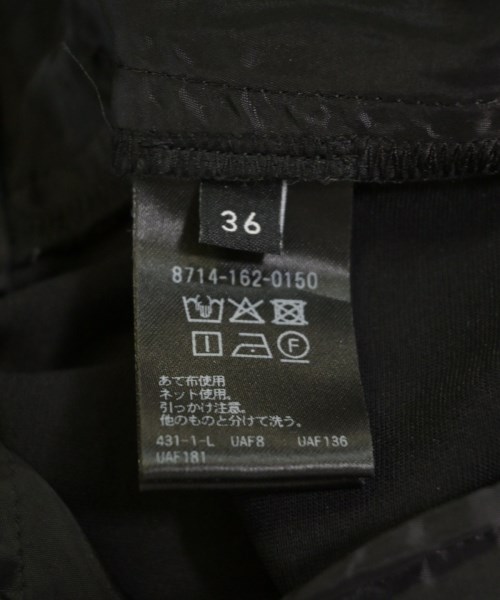 36
8714-162-0150
F
あて布使用
ネット使用。
引っかけ注意。
他のものと分けて洗う。
431-1-L UAF8 UAF136
UAF181